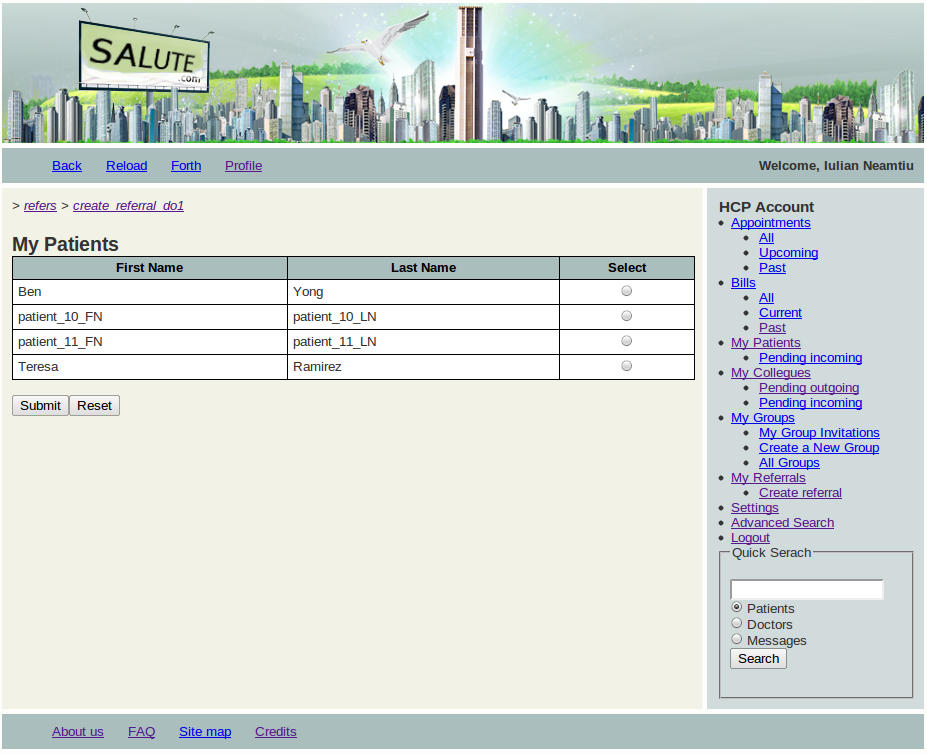 SALUTE
.com
Back Reload Forth Profile Welcome, Iulian Neamtiu
> refers > create_referral_do1
My Patients
First Name Last Name Select
Ben Yong
patient_10_FN patient_10_LN
patient_11_FN patient_11_LN
Teresa Ramirez
Submit Reset
HCP Account
Appointments
All
Upcoming
Past
Bills
All
Current
Past
My Patients
Pending incoming
My Collegues
Pending outgoing
Pending incoming
My Groups
My Group Invitations
Create a New Group
All Groups
My Referrals
Create referral
Settings
Advanced Search
Logout
Quick Serach
Patients
Doctors
Messages
Search
About us FAQ Site map Credits